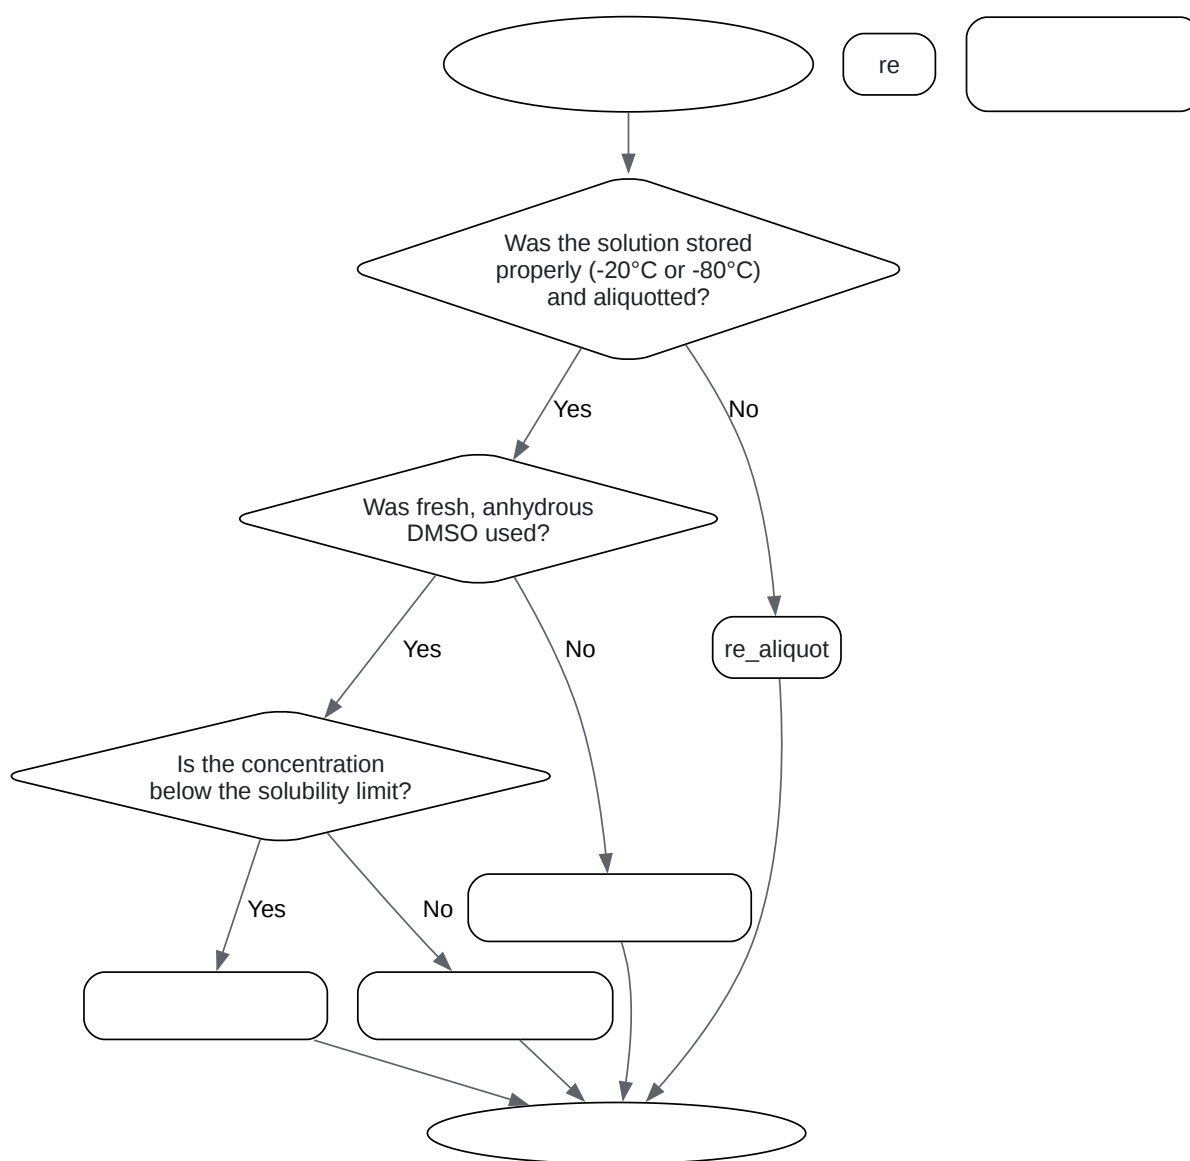 re
Was the solution stored
properly (-20°C or -80°C)
and aliquotted?
Yes
No
Was fresh, anhydrous
DMSO used?
Yes
No
re_aliquot
Is the concentration
below the solubility limit?
Yes
No